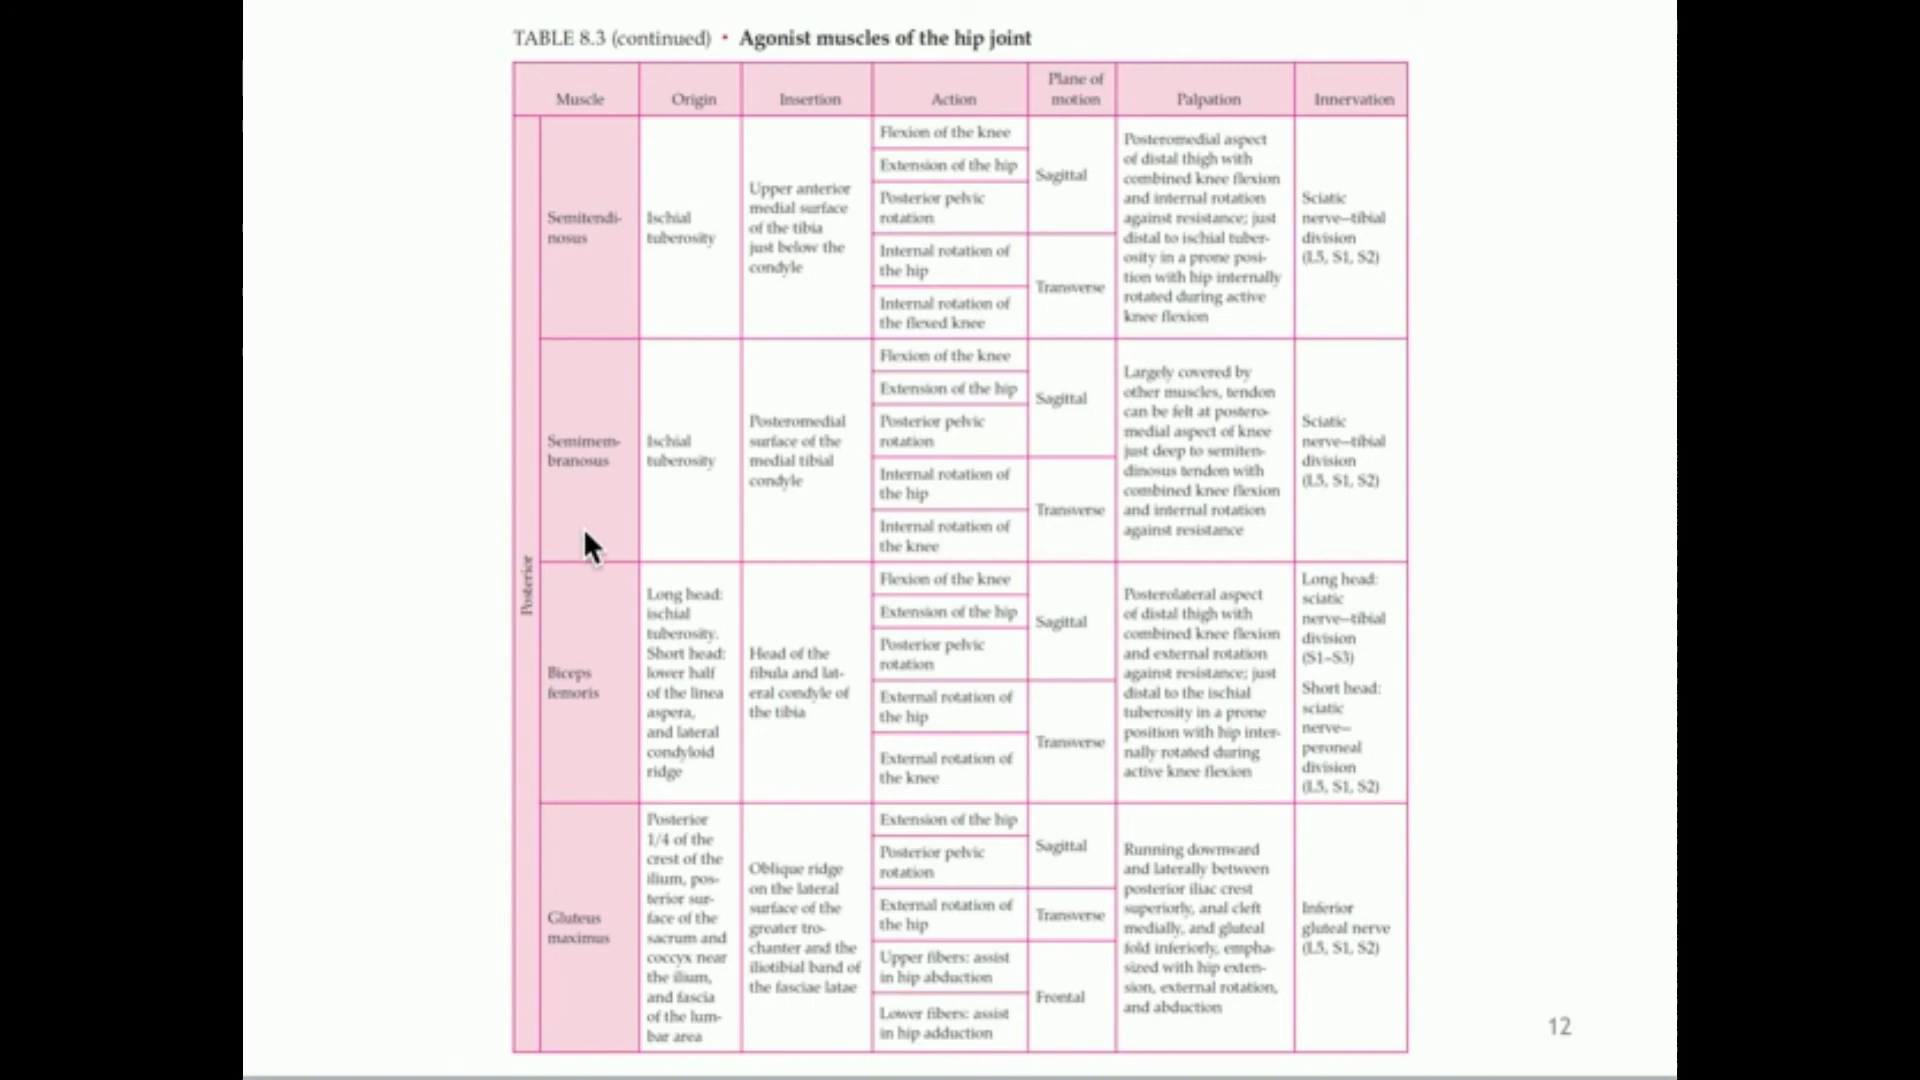 TABLE 8.3 (continued) • Agonist muscles of the hip joint
Muscle
Origin
Insertion
Action
Plane of
motion
Palpation
Innervation
Posterior
Semitendi-
nosus
Ischial
tuberosity
Upper anterior
medial surface
of the tibia
just below the
condyle
Flexion of the knee
Extension of the hip
Posterior pelvic
rotation
Internal rotation of
the hip
Internal rotation of
the flexed knee
Sagittal
Transverse
Posteromedial aspect
of distal thigh with
combined knee flexion
and internal rotation
against resistance; just
distal to ischial tuber-
osity in a prone posi-
tion with hip internally
rotated during active
knee flexion
Sciatic
nerve—tibial
division
(L5, S1, S2)
Semimem-
branosus
Ischial
tuberosity
Posteromedial
surface of the
medial tibial
condyle
Flexion of the knee
Extension of the hip
Posterior pelvic
rotation
Internal rotation of
the hip
Internal rotation of
the knee
Sagittal
Transverse
Largely covered by
other muscles, tendon
can be felt at postero-
medial aspect of knee
just deep to semiten-
dinosus tendon with
combined knee flexion
and internal rotation
against resistance
Sciatic
nerve—tibial
division
(L5, S1, S2)
Biceps
femoris
Long head:
ischial
tuberosity.
Short head:
lower half
of the linea
aspera,
and lateral
condyloid
ridge
Head of the
fibula and lat-
eral condyle of
the tibia
Flexion of the knee
Extension of the hip
Posterior pelvic
rotation
External rotation of
the hip
External rotation of
the knee
Sagittal
Transverse
Posterolateral aspect
of distal thigh with
combined knee flexion
and external rotation
against resistance; just
distal to the ischial
tuberosity in a prone
position with hip inter-
nally rotated during
active knee flexion
Long head:
sciatic
nerve—tibial
division
(S1–S3)
Short head:
sciatic
nerve—
peroneal
division
(L5, S1, S2)
Gluteus
maximus
Posterior
1/4 of the
crest of the
ilium, pos-
terior sur-
face of the
sacrum and
coccyx near
the ilium,
and fascia
of the lum-
bar area
Oblique ridge
on the lateral
surface of the
greater tro-
chanter and the
iliotibial band of
the fasciae latae
Extension of the hip
Posterior pelvic
rotation
External rotation of
the hip
Upper fibers: assist
in hip abduction
Lower fibers: assist
in hip adduction
Sagittal
Transverse
Frontal
Running downward
and laterally between
posterior iliac crest
superiorly, anal cleft
medially, and gluteal
fold inferiorly, empha-
sized with hip exten-
sion, external rotation,
and abduction
Inferior
gluteal nerve
(L5, S1, S2)
12